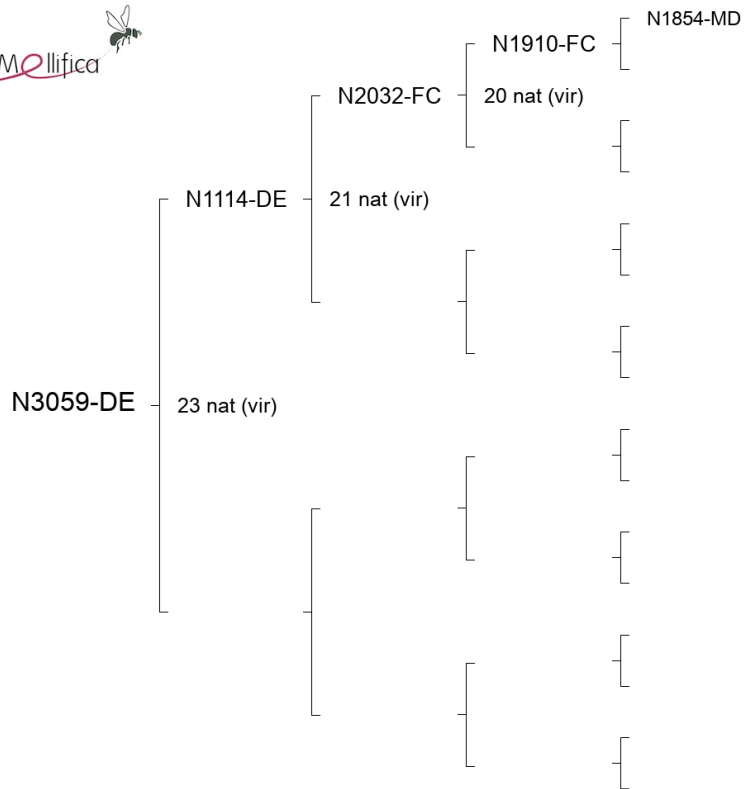 Mellifica
N1854-MD
N1910-FC
N2032-FC
20 nat (vir)
N1114-DE
21 nat (vir)
N3059-DE
23 nat (vir)